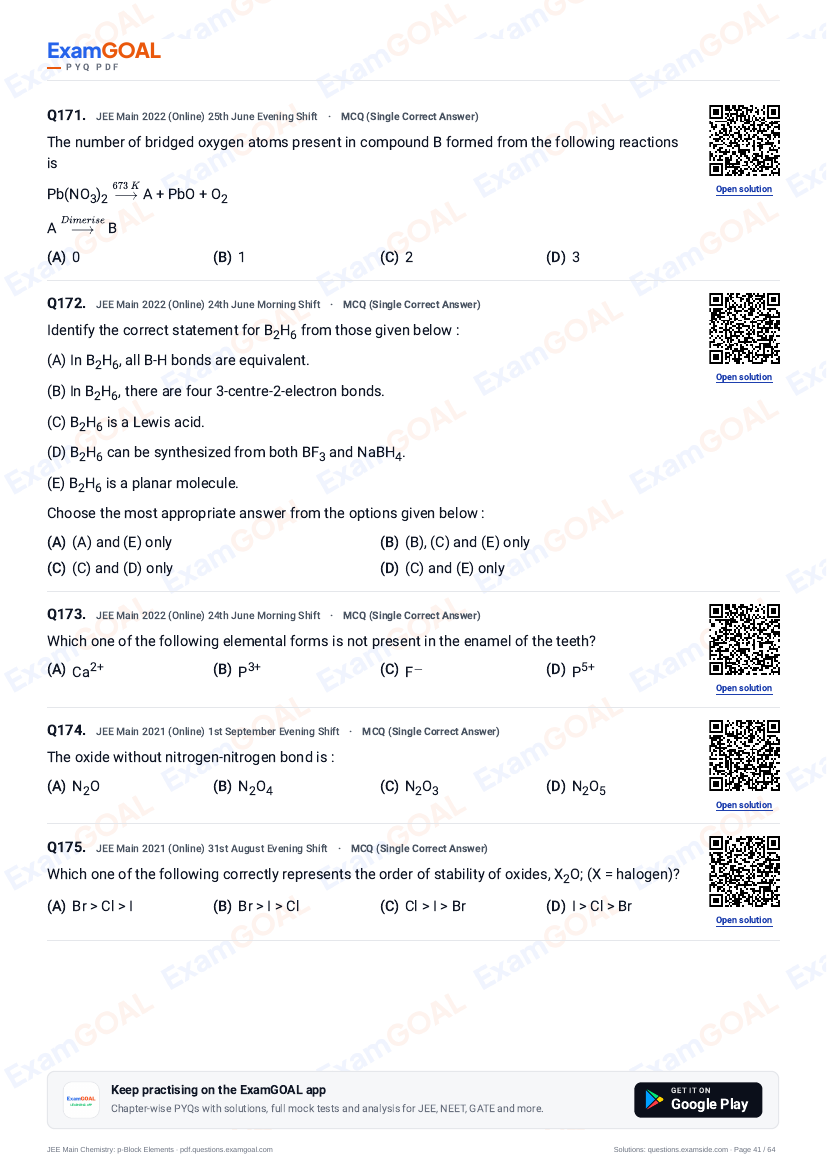 ExamGOAL
PYQ PDF
Q171. JEE Main 2022 (Online) 25th June Evening Shift · MCQ (Single Correct Answer)
The number of bridged oxygen atoms present in compound B formed from the following reactions
is
Pb(NO₃)₂ —673 K→ A + PbO + O₂
A —Dimerise→ B
(A) 0 (B) 1 (C) 2 (D) 3
Open solution
Q172. JEE Main 2022 (Online) 24th June Morning Shift · MCQ (Single Correct Answer)
Identify the correct statement for B₂H₆ from those given below :
(A) In B₂H₆, all B-H bonds are equivalent.
(B) In B₂H₆, there are four 3-centre-2-electron bonds.
(C) B₂H₆ is a Lewis acid.
(D) B₂H₆ can be synthesized from both BF₃ and NaBH₄.
(E) B₂H₆ is a planar molecule.
Choose the most appropriate answer from the options given below :
(A) (A) and (E) only (B) (B), (C) and (E) only
(C) (C) and (D) only (D) (C) and (E) only
Open solution
Q173. JEE Main 2022 (Online) 24th June Morning Shift · MCQ (Single Correct Answer)
Which one of the following elemental forms is not present in the enamel of the teeth?
(A) Ca²⁺ (B) P³⁺ (C) F⁻ (D) P⁵⁺
Open solution
Q174. JEE Main 2021 (Online) 1st September Evening Shift · MCQ (Single Correct Answer)
The oxide without nitrogen-nitrogen bond is :
(A) N₂O (B) N₂O₄ (C) N₂O₃ (D) N₂O₅
Open solution
Q175. JEE Main 2021 (Online) 31st August Evening Shift · MCQ (Single Correct Answer)
Which one of the following correctly represents the order of stability of oxides, X₂O; (X = halogen)?
(A) Br > Cl > I (B) Br > I > Cl (C) Cl > I > Br (D) I > Cl > Br
Open solution
Keep practising on the ExamGOAL app
Chapter-wise PYQs with solutions, full mock tests and analysis for JEE, NEET, GATE and more.
GET IT ON
Google Play
JEE Main Chemistry: p-Block Elements · pdf.questions.examgoal.com
Solutions: questions.examside.com · Page 41 / 64